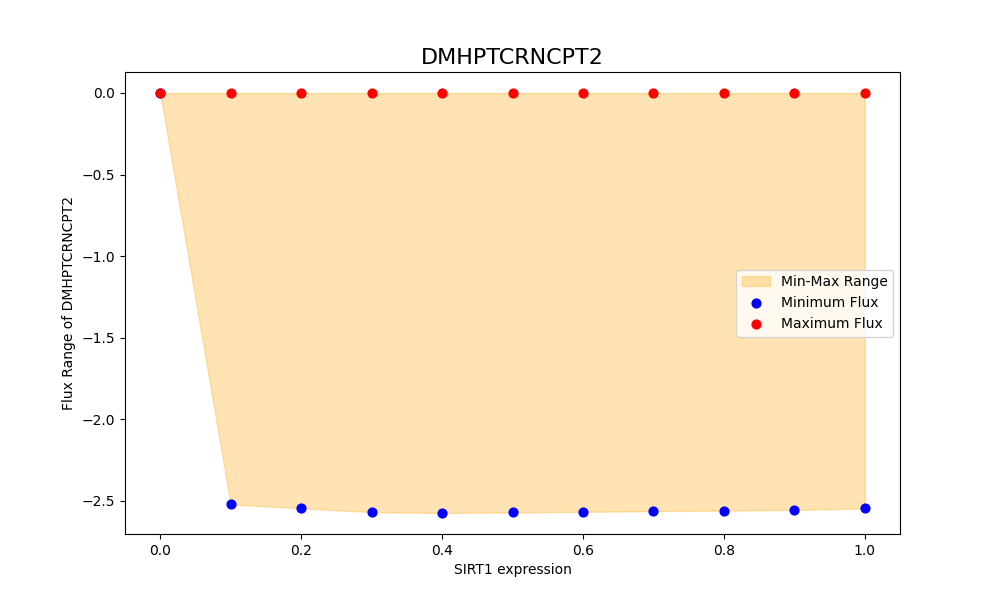 DMHPTCRNCPT2
Flux Range of DMHPTCRNCPT2
0.0
−0.5
−1.0
−1.5
−2.0
−2.5
Min-Max Range
Minimum Flux
Maximum Flux
0.0 0.2 0.4 0.6 0.8 1.0
SIRT1 expression